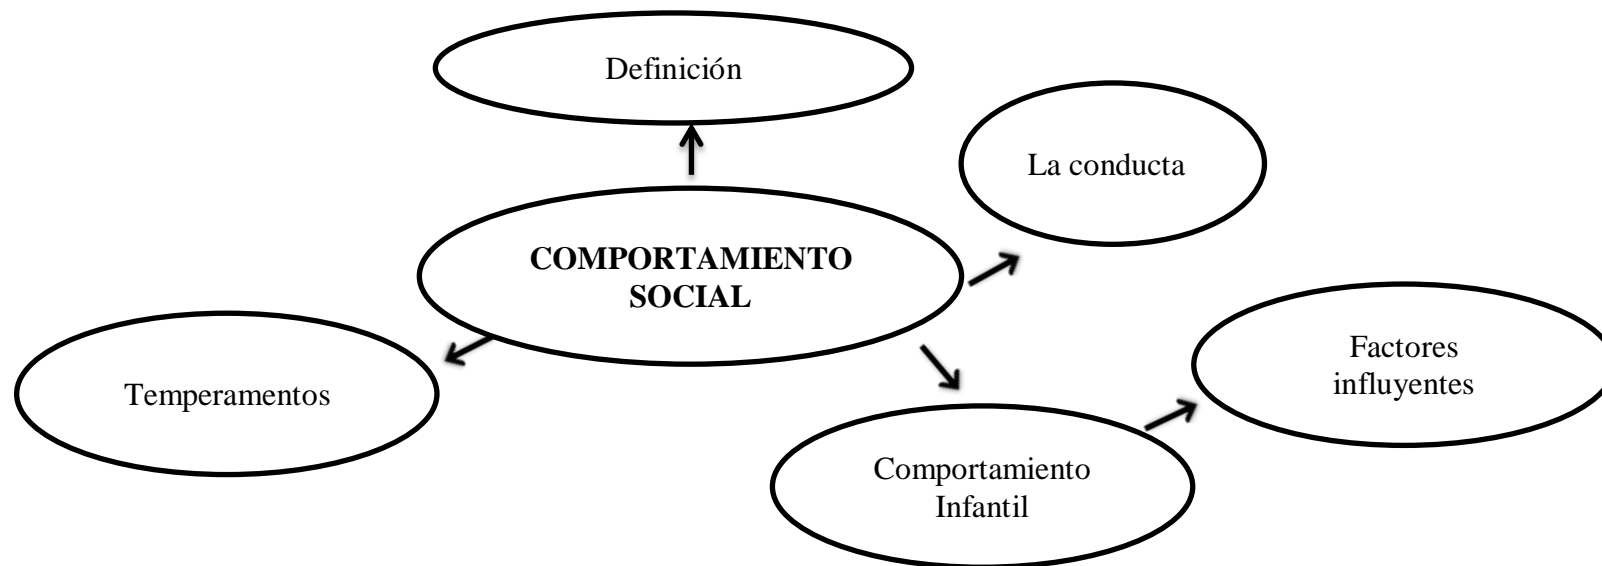 Definición
La conducta
COMPORTAMIENTO
SOCIAL
Temperamentos
Factores
influyentes
Comportamiento
Infantil